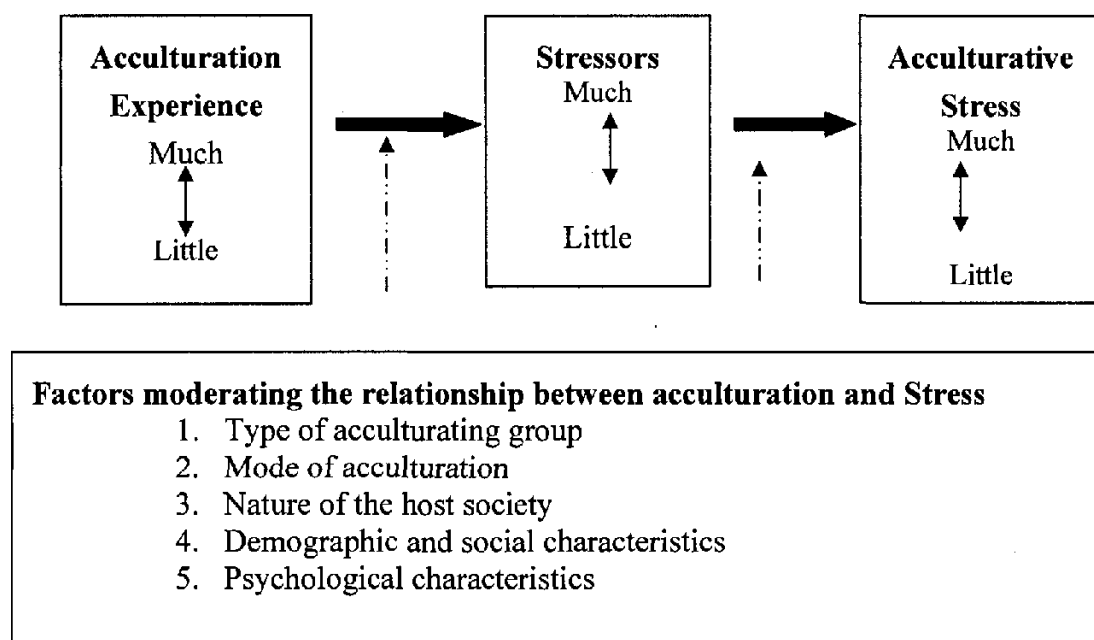 Acculturation
Experience
Much
Little
Stressors
Much
Little
Acculturative
Stress
Much
Little
Factors moderating the relationship between acculturation and Stress
1. Type of acculturating group
2. Mode of acculturation
3. Nature of the host society
4. Demographic and social characteristics
5. Psychological characteristics